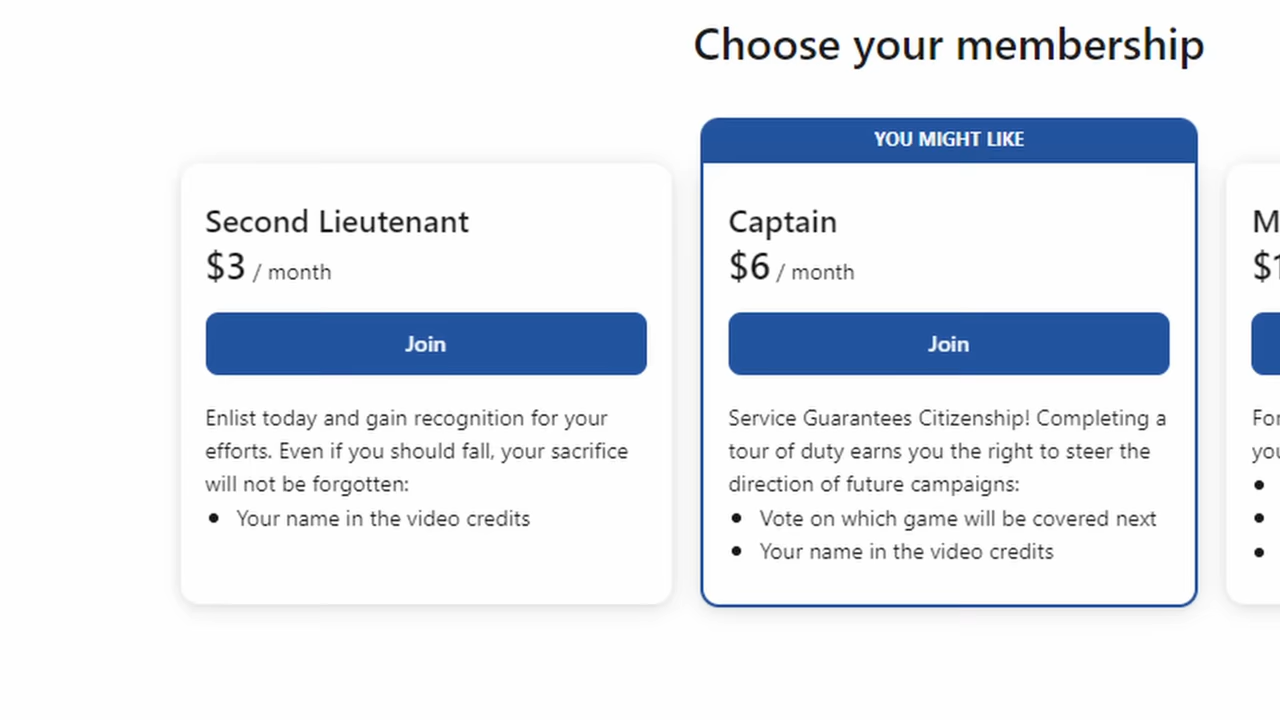 Choose your membership
YOU MIGHT LIKE
Second Lieutenant
$3 / month
Join
Enlist today and gain recognition for your
efforts. Even if you should fall, your sacrifice
will not be forgotten:
Your name in the video credits
Captain
$6 / month
Join
Service Guarantees Citizenship! Completing a
tour of duty earns you the right to steer the
direction of future campaigns:
Vote on which game will be covered next
Your name in the video credits